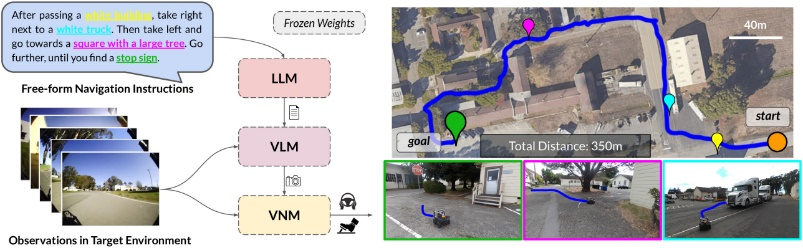 After passing a white building, take right
next to a white truck. Then take left and
go towards a square with a large tree. Go
further, until you find a stop sign.
Free-form Navigation Instructions
Observations in Target Environment
Frozen Weights
LLM
VLM
VNM
40m
start
goal
Total Distance: 350m